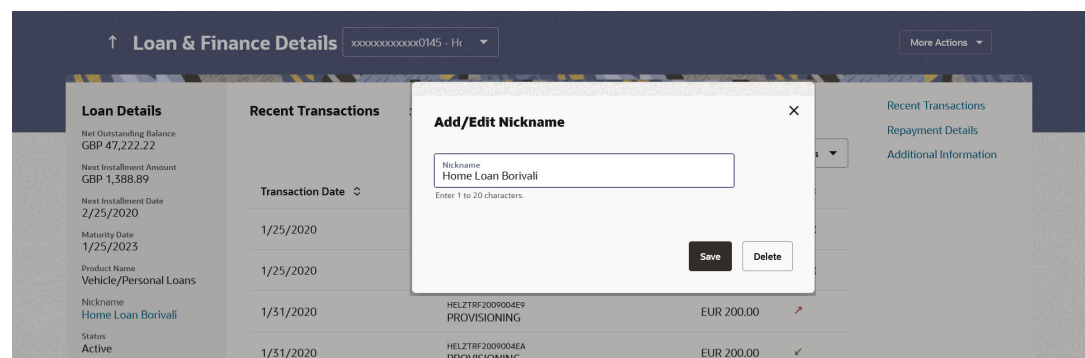 Loan & Finance Details
xxxxxxxxxxxx0145 - H
More Actions
Loan Details
Net Outstanding Balance
GBP 47,222.22
Next Installment Amount
GBP 1,388.89
Next Installment Date
2/25/2020
Maturity Date
1/25/2023
Product Name
Vehicle/Personal Loans
Nickname
Home Loan Borivali
Status
Active
Recent Transactions
Transaction Date
1/25/2020
1/25/2020
1/31/2020
HELZTRF2009004E9
PROVISIONING
EUR 200.00
1/31/2020
HELZTRF2009004EA
PROVISIONING
EUR 200.00
Add/Edit Nickname
Nickname
Home Loan Borivali
Enter 1 to 20 characters.
Save
Delete
Recent Transactions
Repayment Details
Additional Information